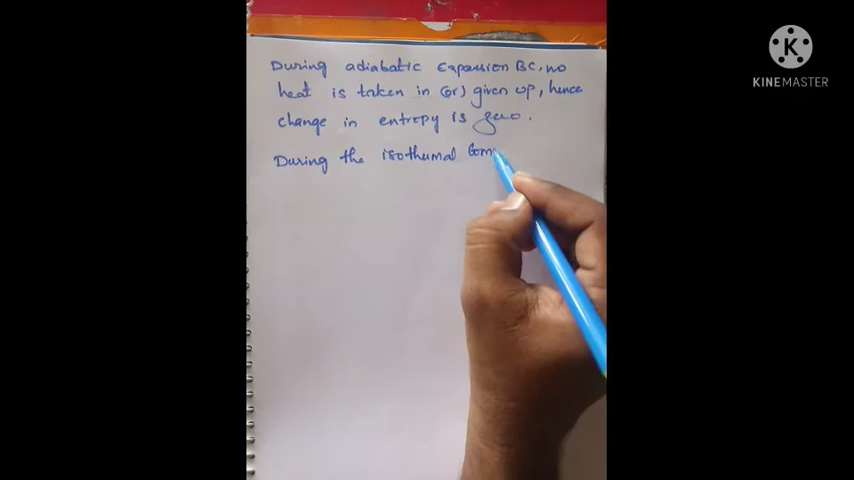 During adiabatic expansion BC, no
heat is taken in (or) given up, hence
change in entropy is zero.
During the isothermal Com
K
KINEMASTER